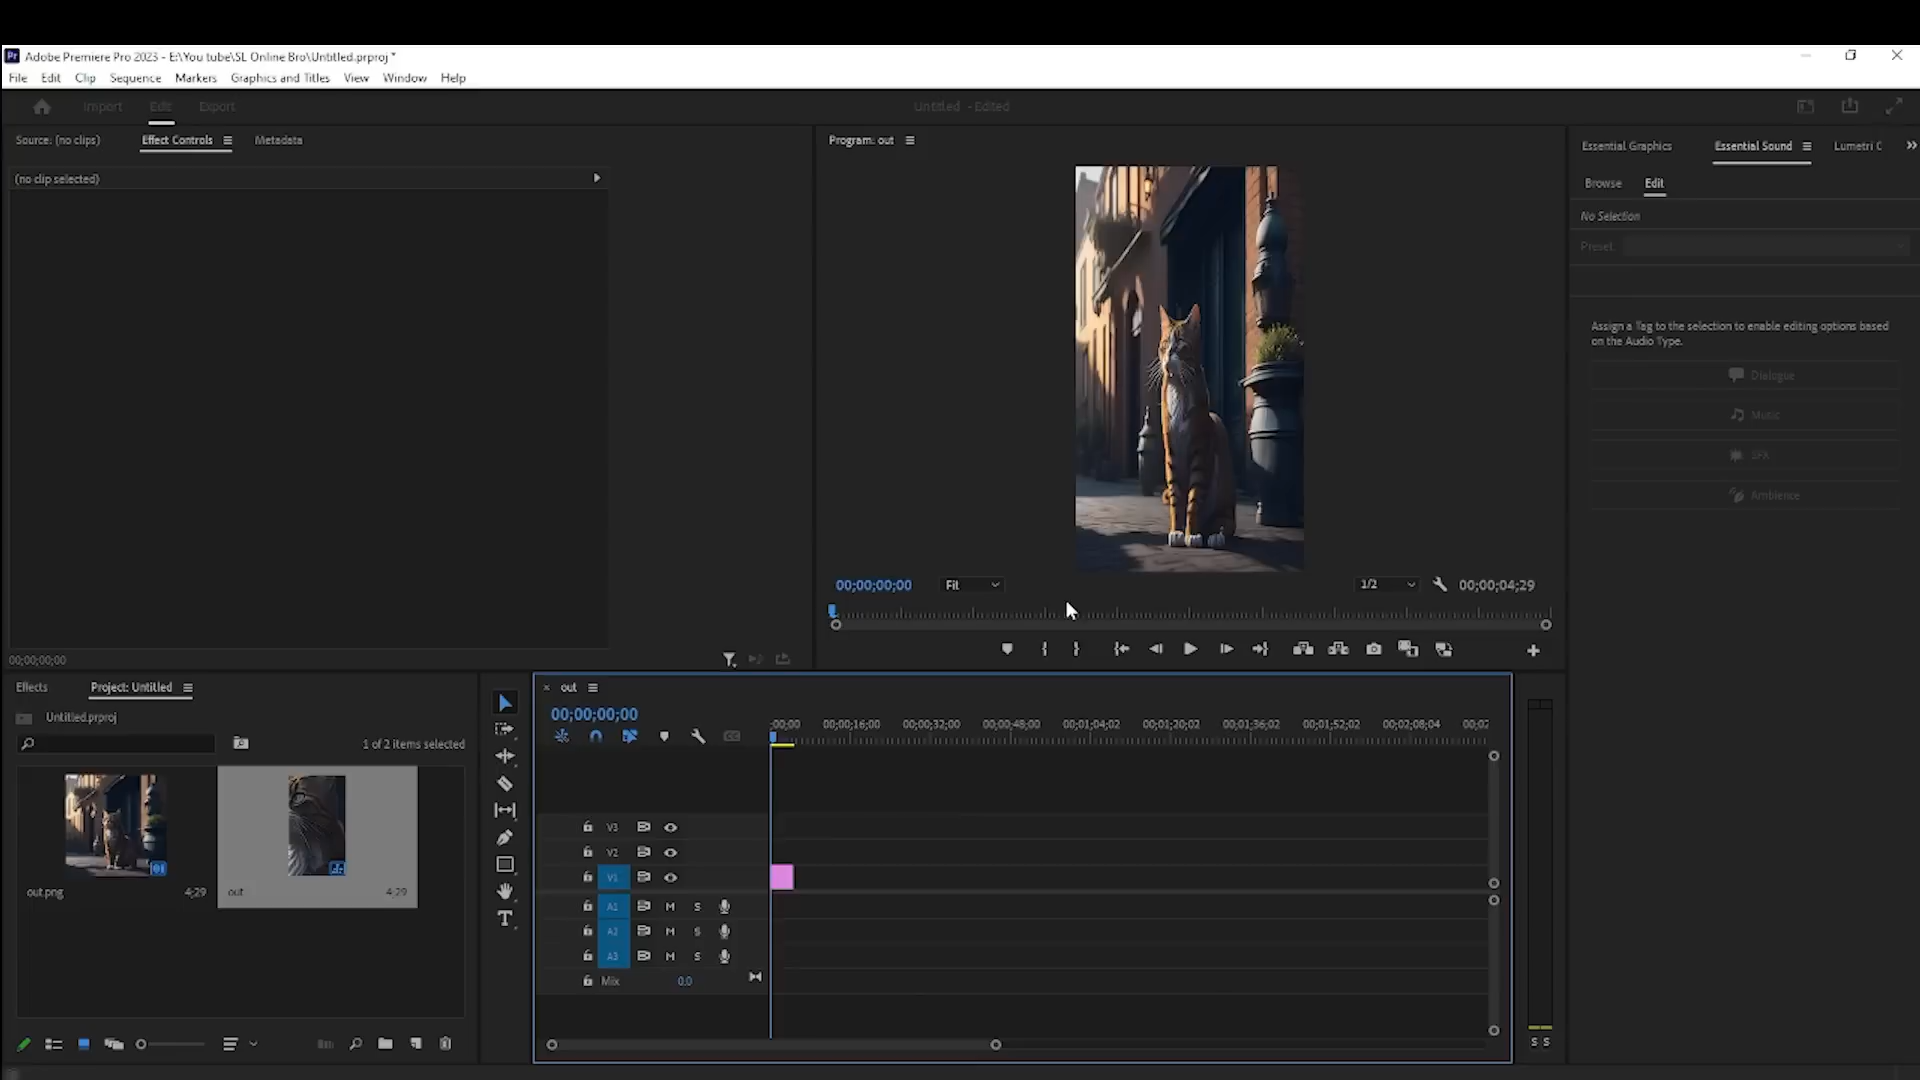 Adobe Premiere Pro 2023 - E:\You tube\SL Online Bro\Untitled.prproj *
File Edit Clip Sequence Markers Graphics and Titles View Window Help
Import Edit Export Untitled - Edited
Source: (no clips) Effect Controls Metadata
Program: out
Essential Graphics Essential Sound Lumetri C
(no clip selected)
Browse Edit
No Selection
Preset:
Assign a Tag to the selection to enable editing options based
on the Audio Type.
Dialogue
Music
SFX
Ambience
00;00;00;00 Fit 1/2 00;00;04;29
00;00;00;00
Effects Project: Untitled
Untitled.prproj
1 of 2 items selected
out.png 4;29
out 4;29
out
00;00;00;00
;00;00 00;00;16;00 00;00;32;00 00;00;48;00 00;01;04;02 00;01;20;02 00;01;36;02 00;01;52;02 00;02;08;04 00;02
V3
V2
V1
A1 M S
A2 M S
A3 M S
Mix 0.0
S S